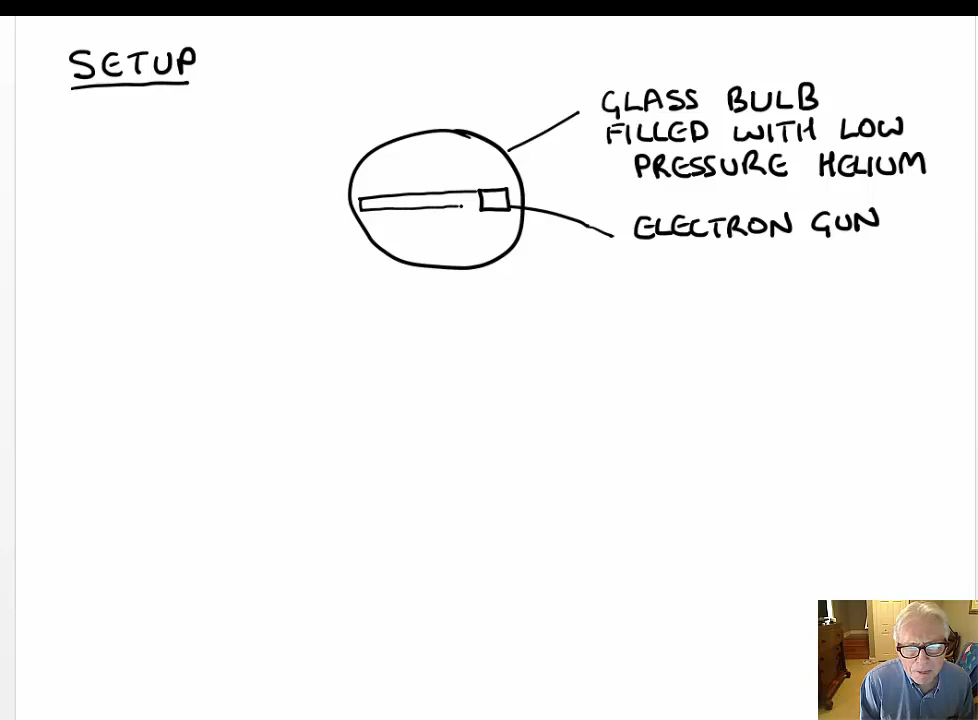 SETUP
GLASS BULB
FILLED WITH LOW
PRESSURE HELIUM
ELECTRON GUN